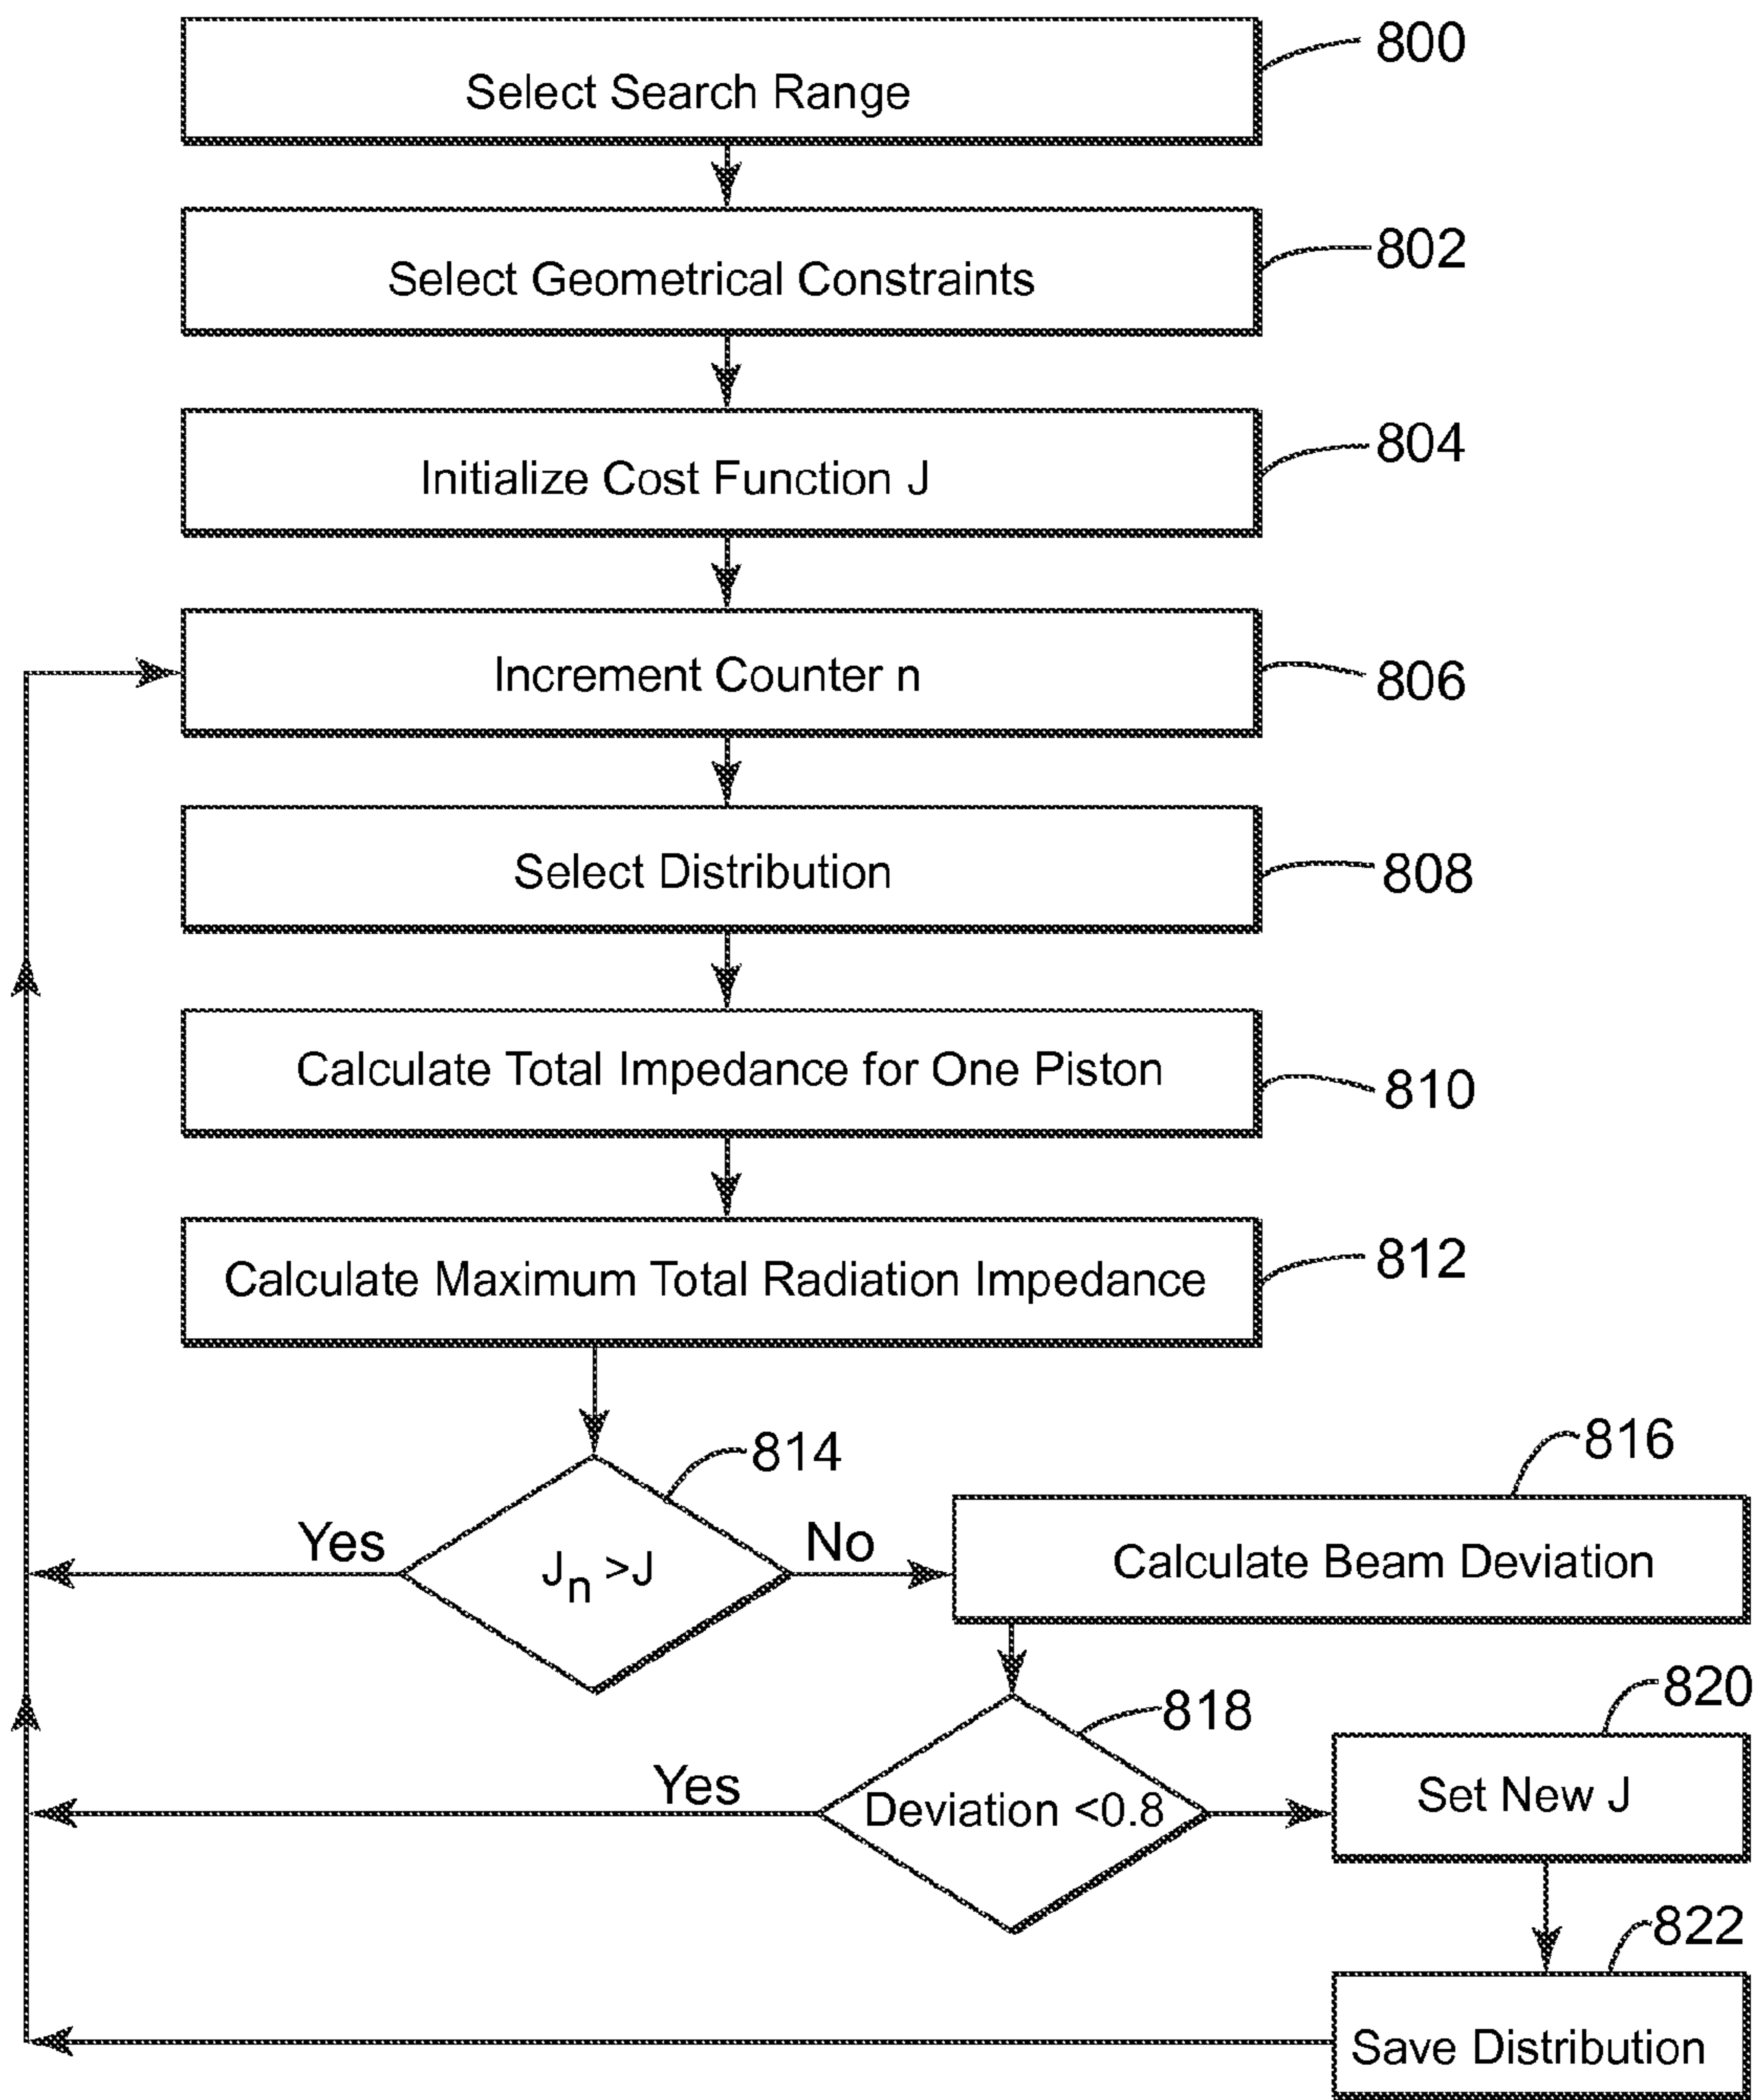 Select Search Range
800
Select Geometrical Constraints
802
Initialize Cost Function J
804
Increment Counter n
806
Select Distribution
808
Calculate Total Impedance for One Piston
810
Calculate Maximum Total Radiation Impedance
812
814
816
Yes
Jn >J
No
Calculate Beam Deviation
818
820
Yes
Deviation <0.8
Set New J
822
Save Distribution